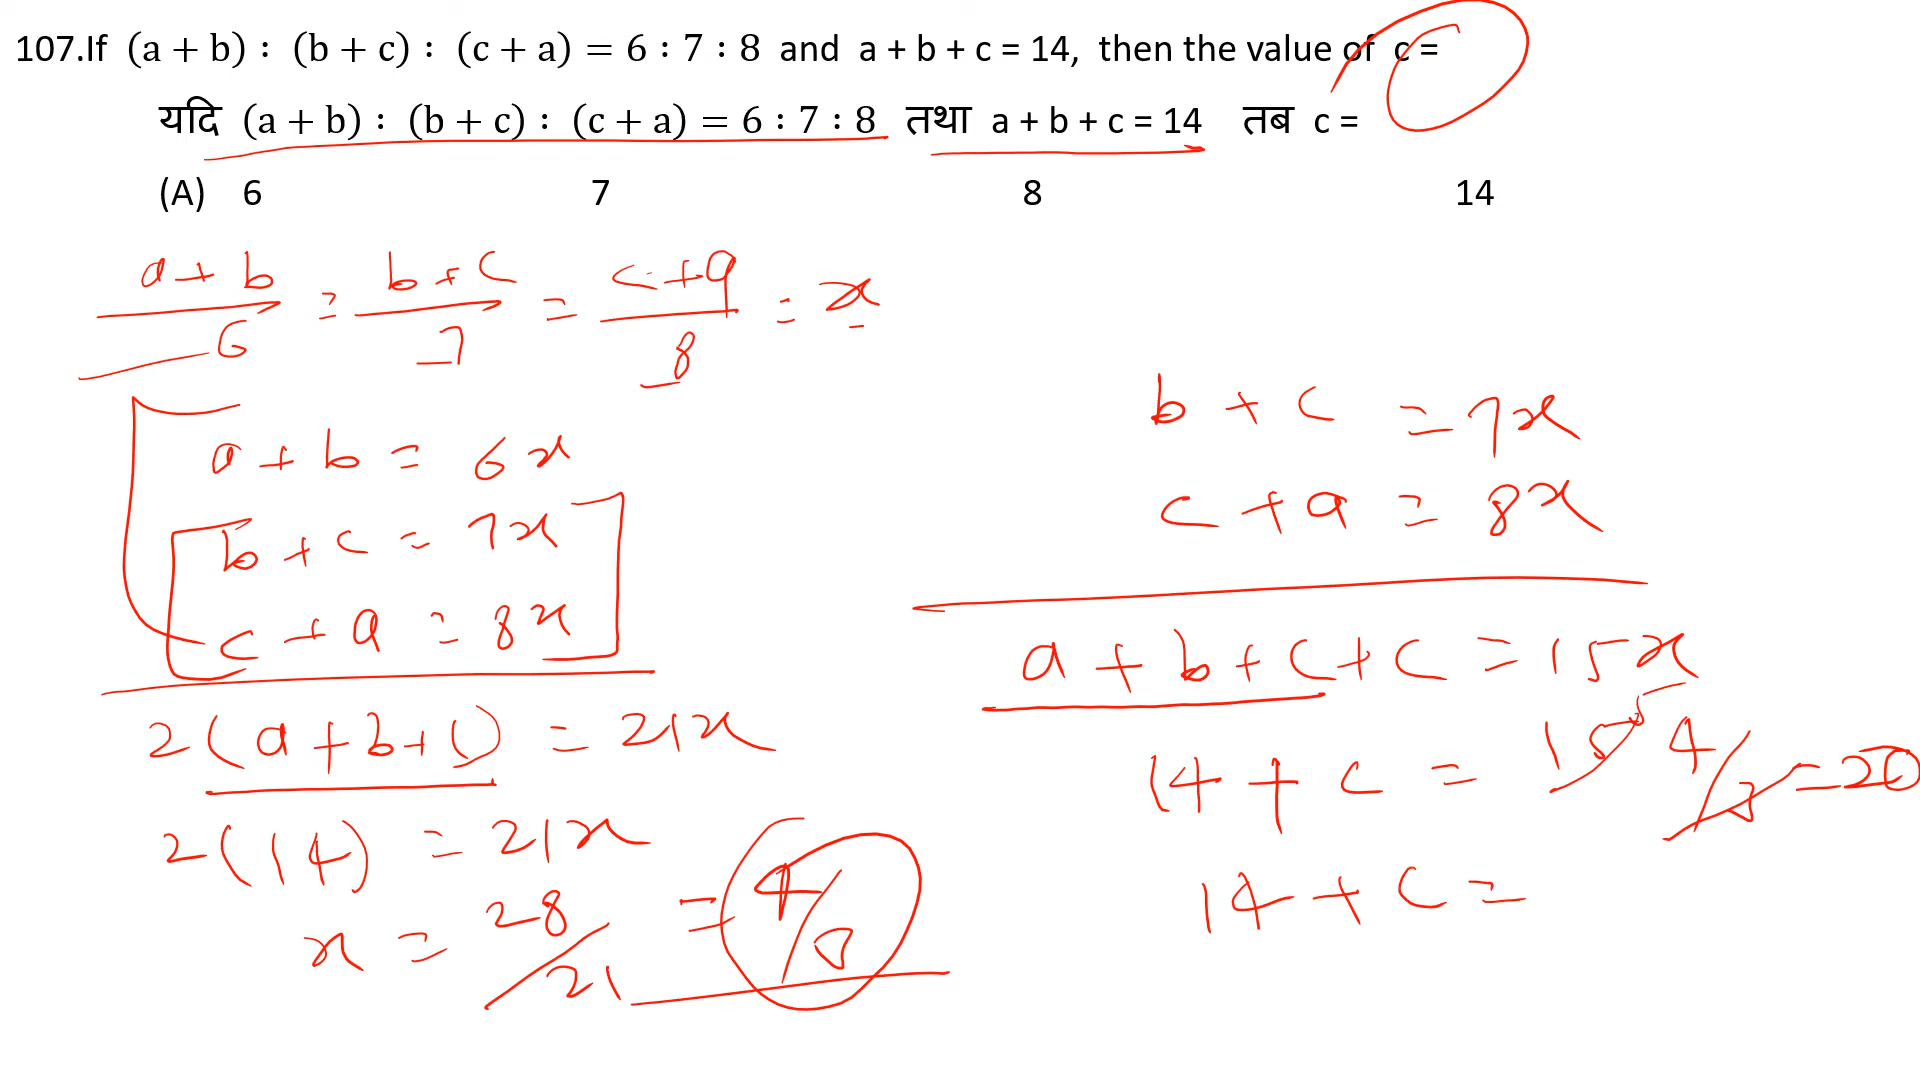 107.If (a + b) : (b + c) : (c + a) = 6 : 7 : 8 and a + b + c = 14, then the value of c =
यदि (a + b) : (b + c) : (c + a) = 6 : 7 : 8 तथा a + b + c = 14 तब c =
(A) 6 7 8 14
a + b / 6 = b + c / 7 = c + a / 8 = x
a + b = 6x
b + c = 7x
c + a = 8x
2(a + b + c) = 21x
2(14) = 21x
x = 28/21 = 4/3
b + c = 7x
c + a = 8x
a + b + c + c = 15x
14 + c = 15 5 4/3 = 20
14 + c =